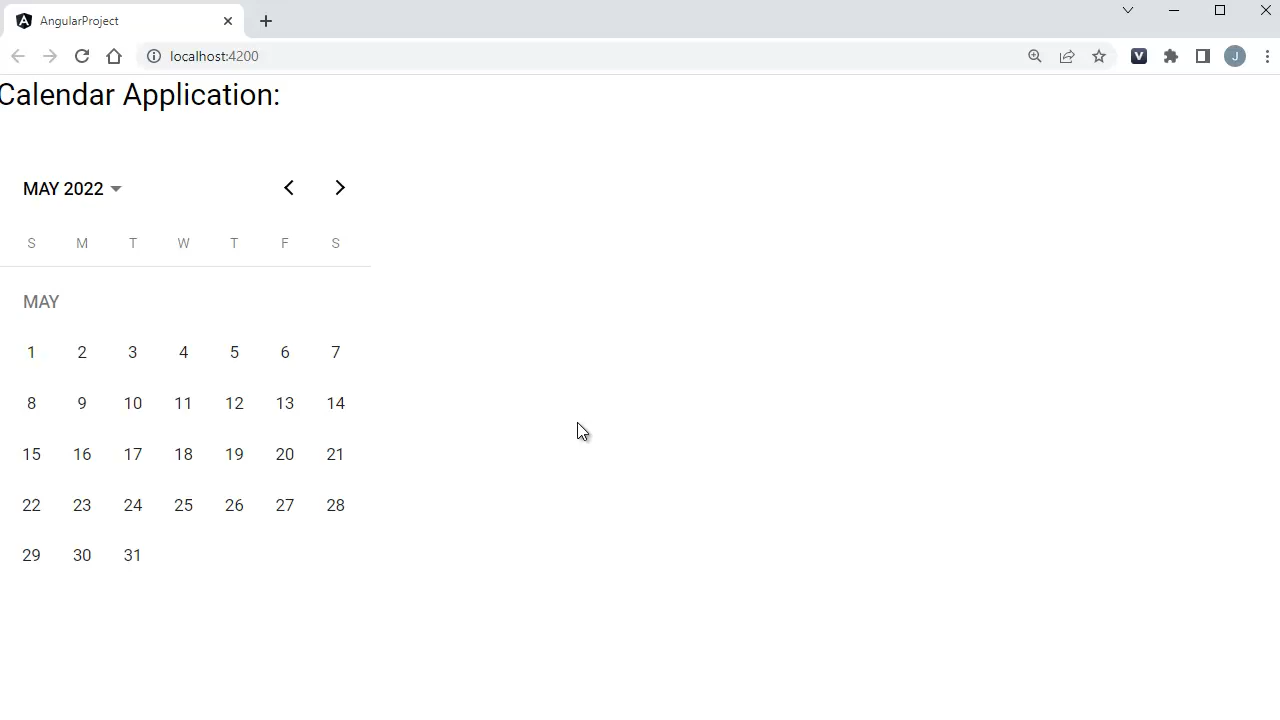 AngularProject
localhost:4200
V
J
Calendar Application:
MAY 2022
S M T W T F S
MAY
1 2 3 4 5 6 7
8 9 10 11 12 13 14
15 16 17 18 19 20 21
22 23 24 25 26 27 28
29 30 31